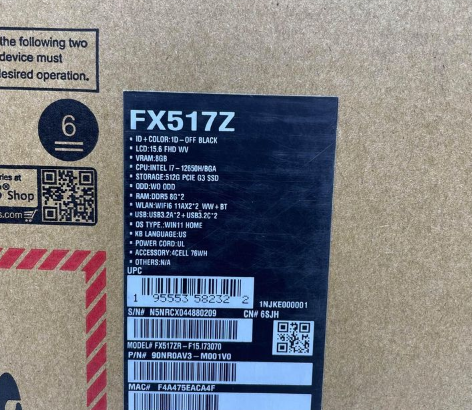 the following two
device must
desired operation.
6
ries at
Shop
s.com
FX517Z
• ID+COLOR:1D-OFF BLACK
• LCD:15.6 FHD WV
• VRAM:8GB
• CPU:INTEL I7-12650H/BGA
• STORAGE:512G PCIE G3 SSD
• ODD:WO ODD
• RAM:DDR5 8G*2
• WLAN:WIFI6 11AX2*2 WW+BT
• USB:USB3.2A*2+USB3.2C*2
• OS TYPE.:WIN11 HOME
• KB LANGUAGE:US
• POWER CORD:UL
• ACCESSORY:4CELL 76WH
• OTHERS:N/A
UPC
1 95553 58232 2
1NJKE000001
S/N# N5NRCX044880209 CN# 6SJH
MODEL# FX517ZR-F15.I73070
P/N# 90NR0AV3-M001V0
MAC# F4A475EACA4F